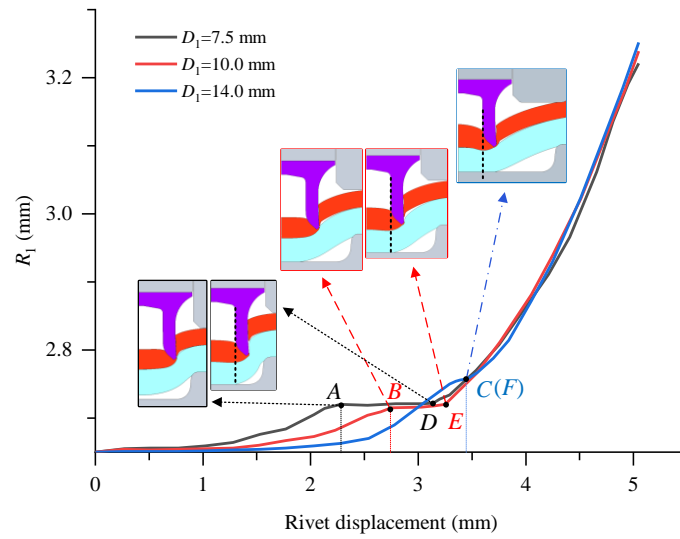 D₁=7.5 mm
D₁=10.0 mm
D₁=14.0 mm
3.2
3.0
2.8
R₁ (mm)
A
B
C(F)
D
E
0
1
2
3
4
5
Rivet displacement (mm)